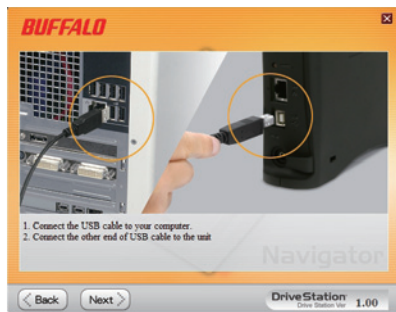 BUFFALO
1. Connect the USB cable to your computer.
2. Connect the other end of USB cable to the unit
Navigator
Back
Next
DriveStation
Drive Station Ver 1.00